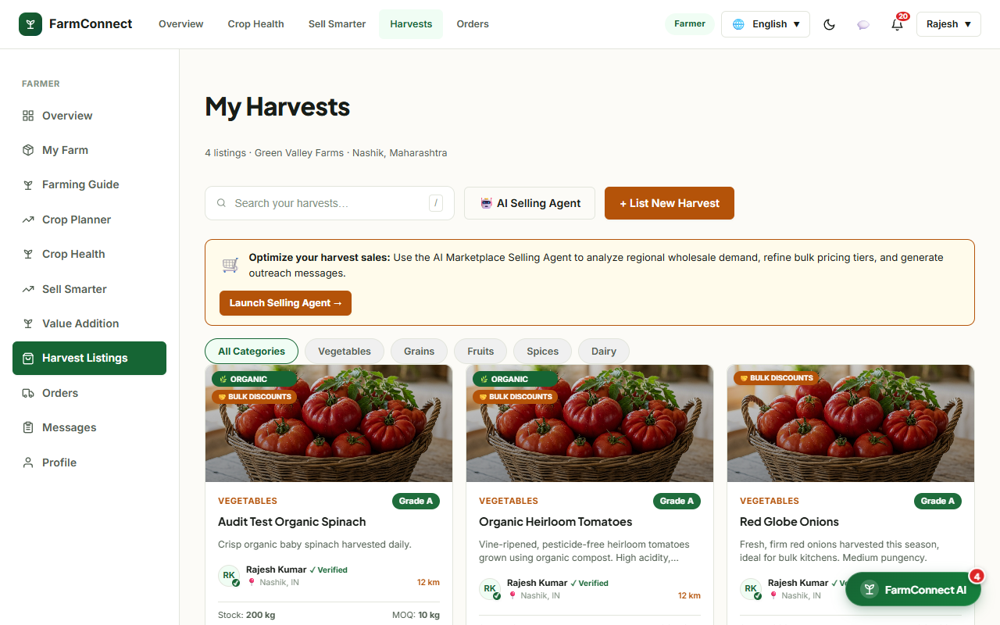 FarmConnect
Overview
Crop Health
Sell Smarter
Harvests
Orders
Farmer
English ▼
20
Rajesh ▼
FARMER
Overview
My Farm
Farming Guide
Crop Planner
Crop Health
Sell Smarter
Value Addition
Harvest Listings
Orders
Messages
Profile
My Harvests
4 listings · Green Valley Farms · Nashik, Maharashtra
Search your harvests…
/
AI Selling Agent
+ List New Harvest
Optimize your harvest sales: Use the AI Marketplace Selling Agent to analyze regional wholesale demand, refine bulk pricing tiers, and generate
outreach messages.
Launch Selling Agent →
All Categories
Vegetables
Grains
Fruits
Spices
Dairy
ORGANIC
BULK DISCOUNTS
VEGETABLES
Grade A
Audit Test Organic Spinach
Crisp organic baby spinach harvested daily.
RK
Rajesh Kumar ✓ Verified
Nashik, IN
12 km
Stock: 200 kg
MOQ: 10 kg
ORGANIC
BULK DISCOUNTS
VEGETABLES
Grade A
Organic Heirloom Tomatoes
Vine-ripened, pesticide-free heirloom tomatoes
grown using organic compost. High acidity,...
RK
Rajesh Kumar ✓ Verified
Nashik, IN
12 km
BULK DISCOUNTS
VEGETABLES
Grade A
Red Globe Onions
Fresh, firm red onions harvested this season,
ideal for bulk kitchens. Medium pungency.
RK
Rajesh Kumar ✓
Nashik, IN
FarmConnect AI
4